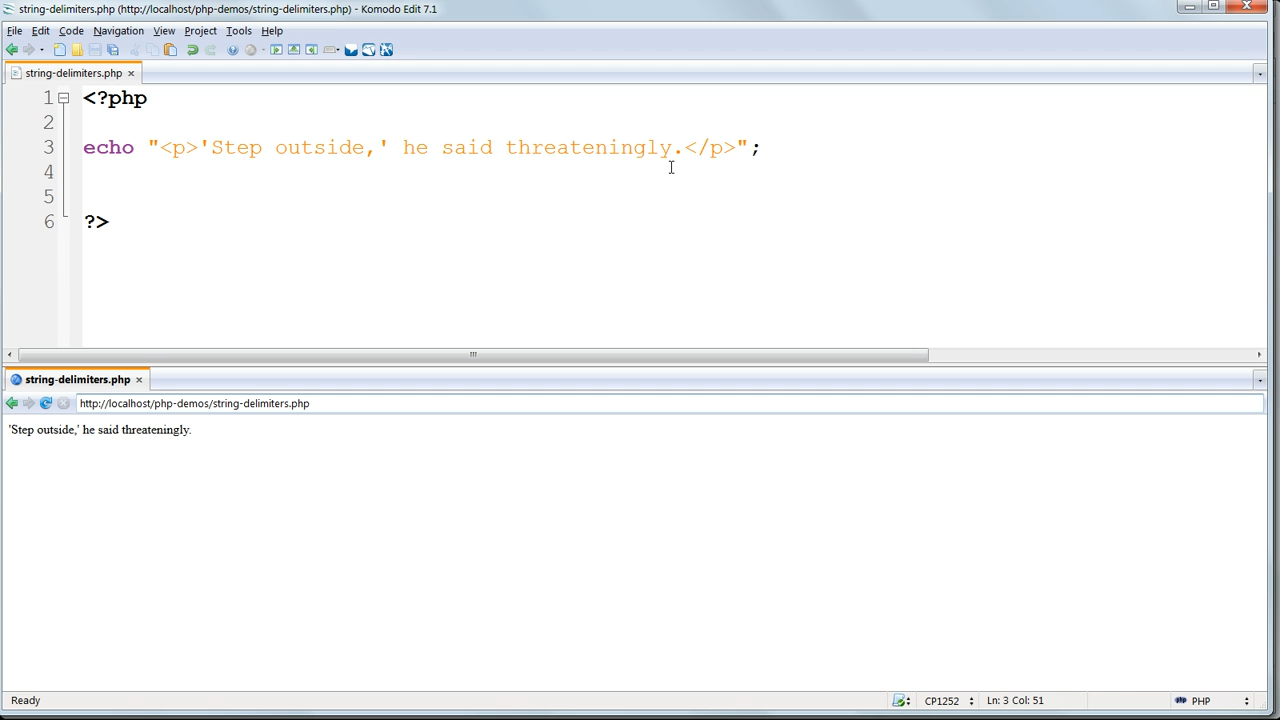 string-delimiters.php (http://localhost/php-demos/string-delimiters.php) - Komodo Edit 7.1
File Edit Code Navigation View Project Tools Help
string-delimiters.php
1 <?php
2
3 echo "<p>'Step outside,' he said threateningly.</p>";
4
5
6 ?>
string-delimiters.php
http://localhost/php-demos/string-delimiters.php
'Step outside,' he said threateningly.
Ready CP1252 Ln: 3 Col: 51 PHP